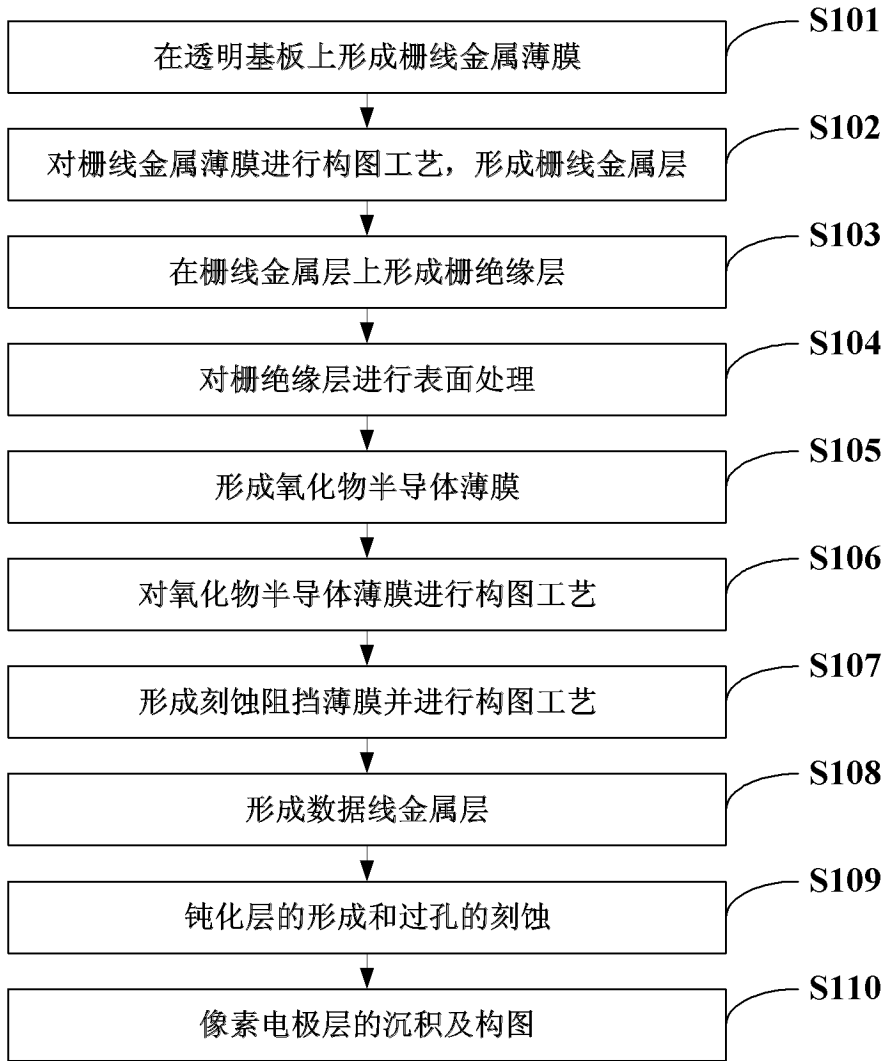 S101
在透明基板上形成栅线金属薄膜
S102
对栅线金属薄膜进行构图工艺，形成栅线金属层
S103
在栅线金属层上形成栅绝缘层
S104
对栅绝缘层进行表面处理
S105
形成氧化物半导体薄膜
S106
对氧化物半导体薄膜进行构图工艺
S107
形成刻蚀阻挡薄膜并进行构图工艺
S108
形成数据线金属层
S109
钝化层的形成和过孔的刻蚀
S110
像素电极层的沉积及构图